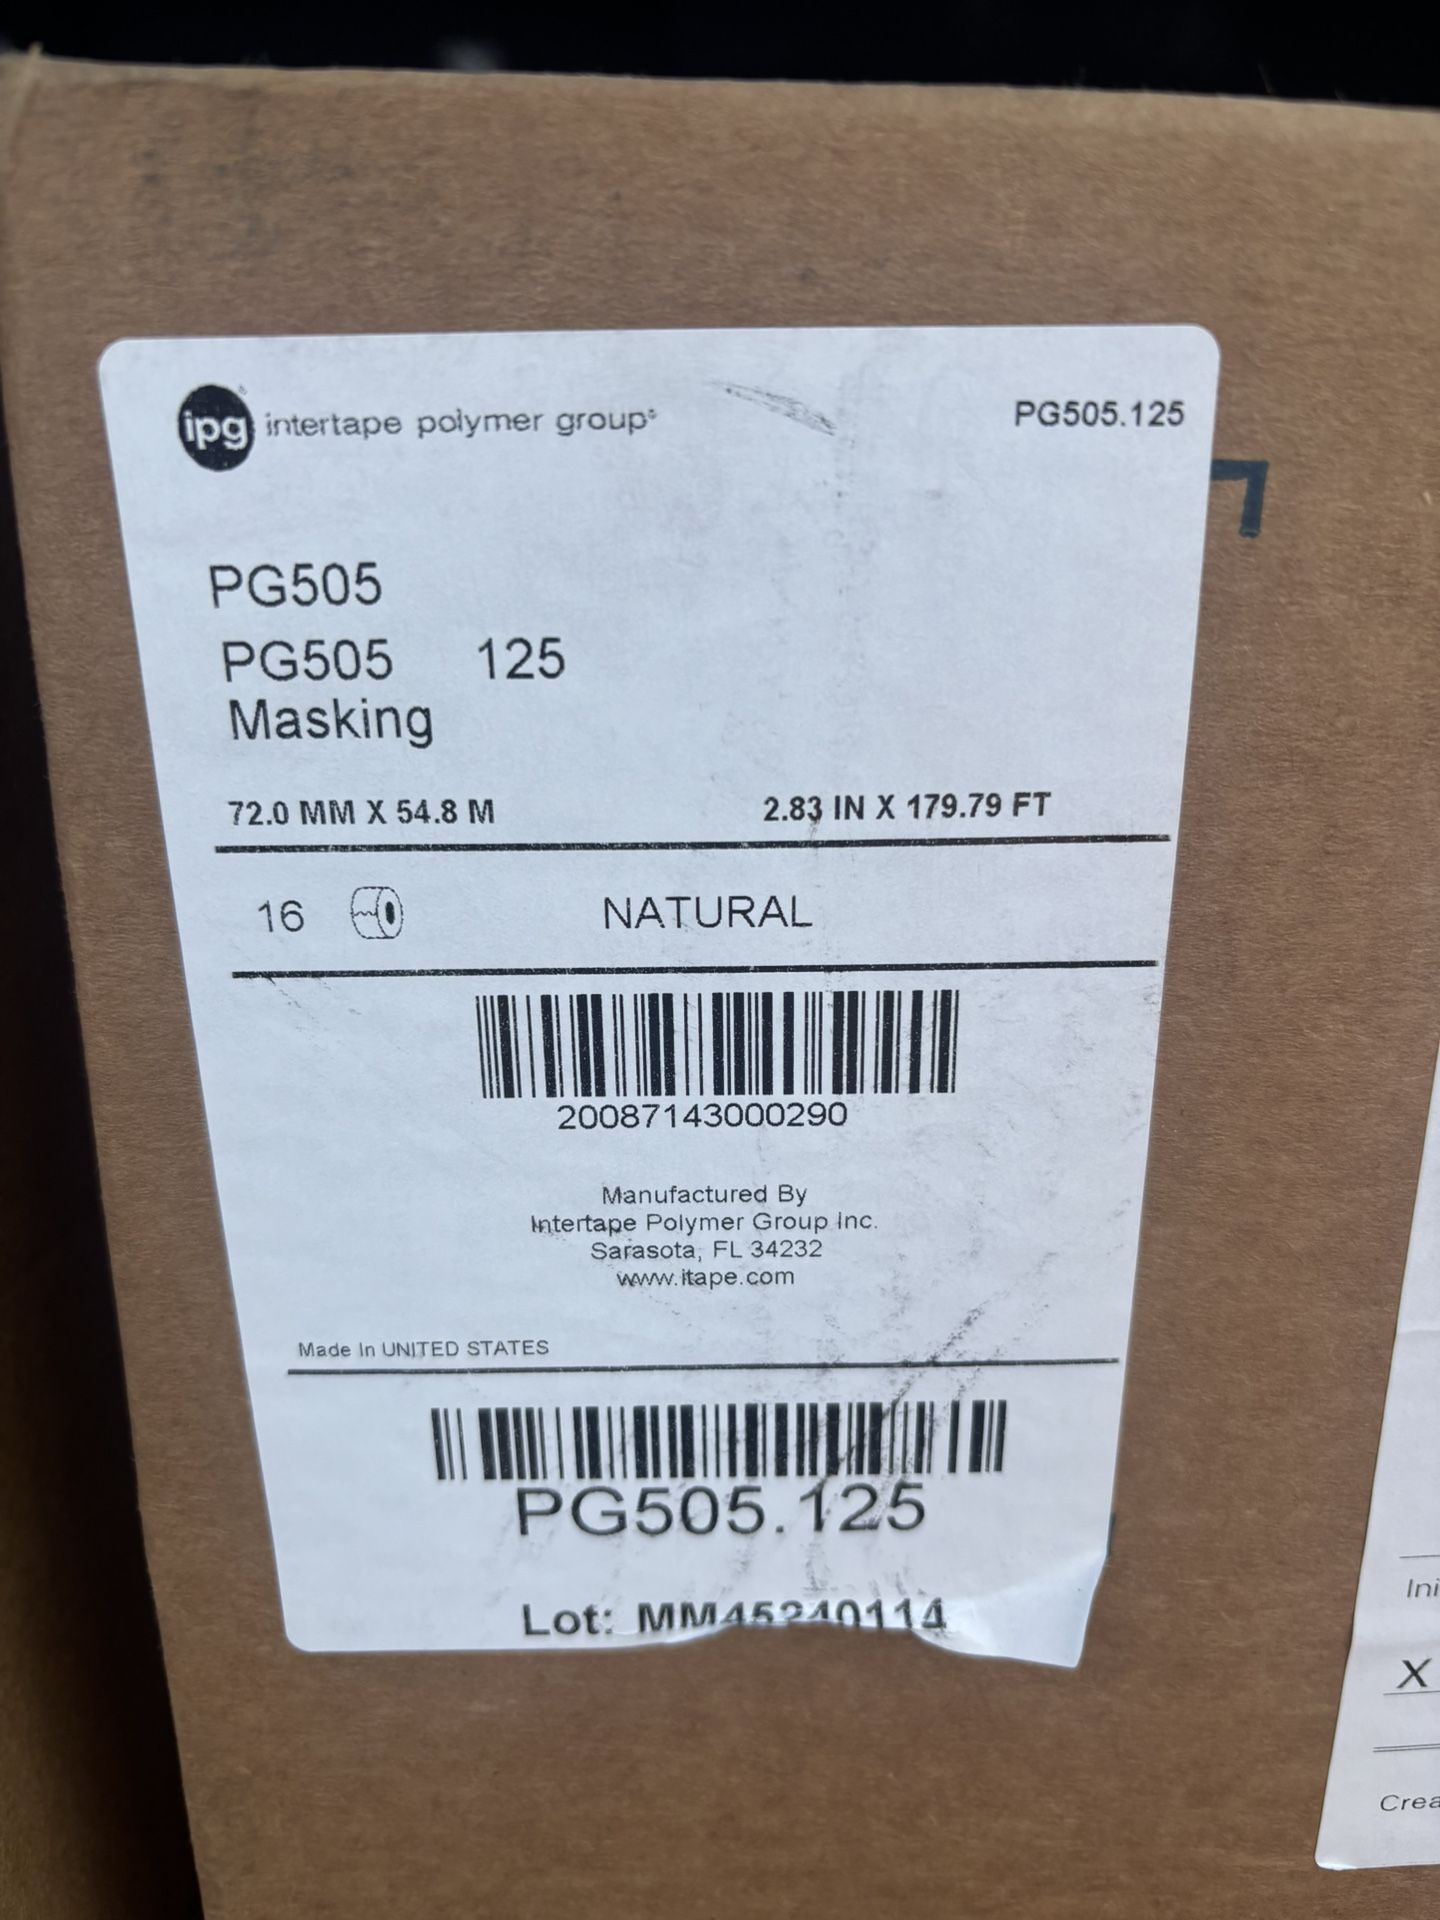 ipg intertape polymer group® PG505.125
PG505
PG505 125
Masking
72.0 MM X 54.8 M 2.83 IN X 179.79 FT
16 NATURAL
20087143000290
Manufactured By
Intertape Polymer Group Inc.
Sarasota, FL 34232
www.itape.com
Made In UNITED STATES
PG505.125
Lot: MM45240114
X